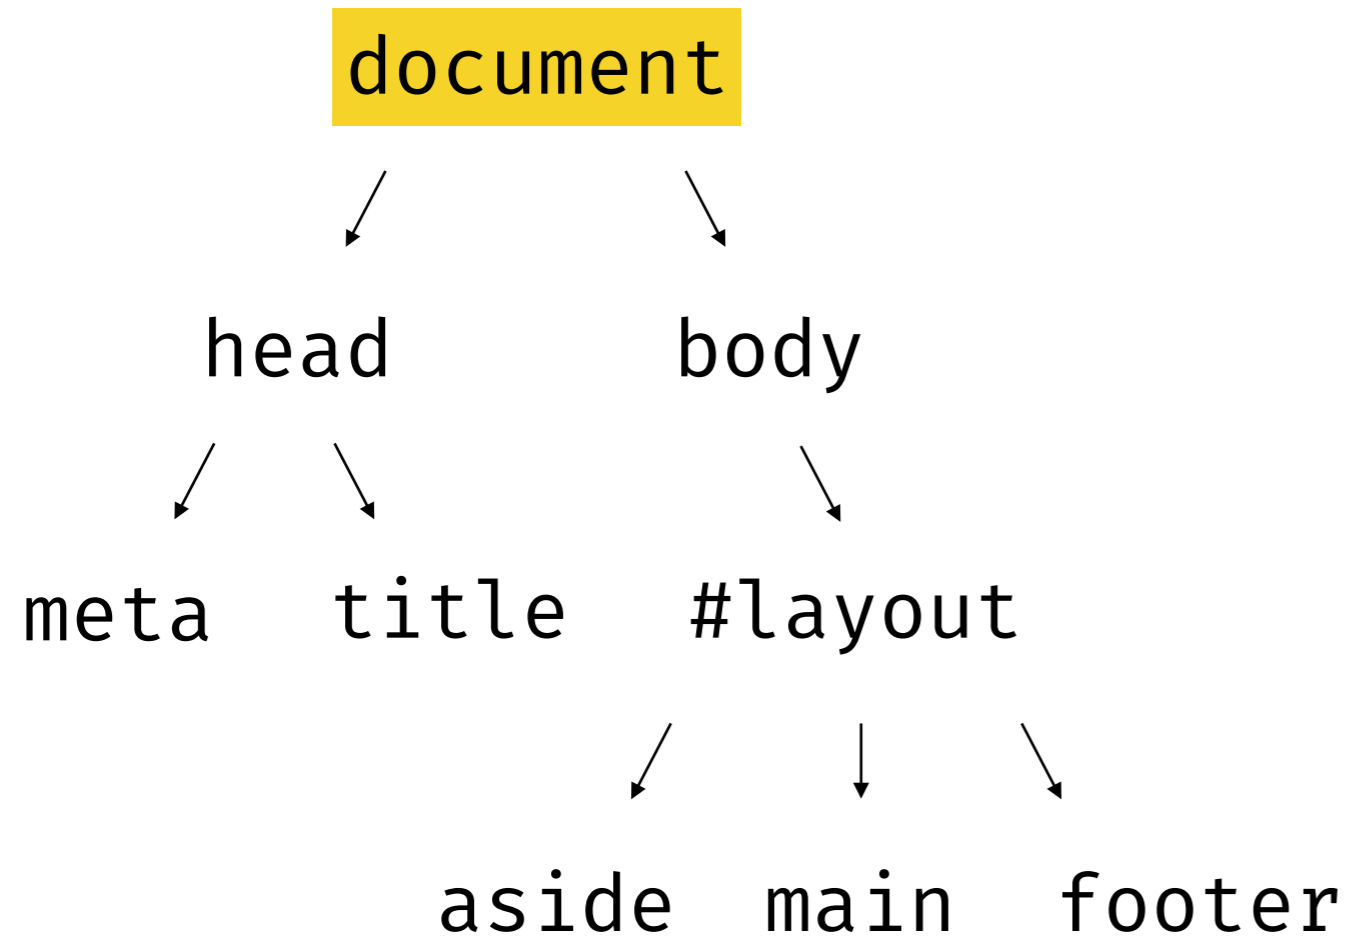 document
head body
meta title #layout
aside main footer